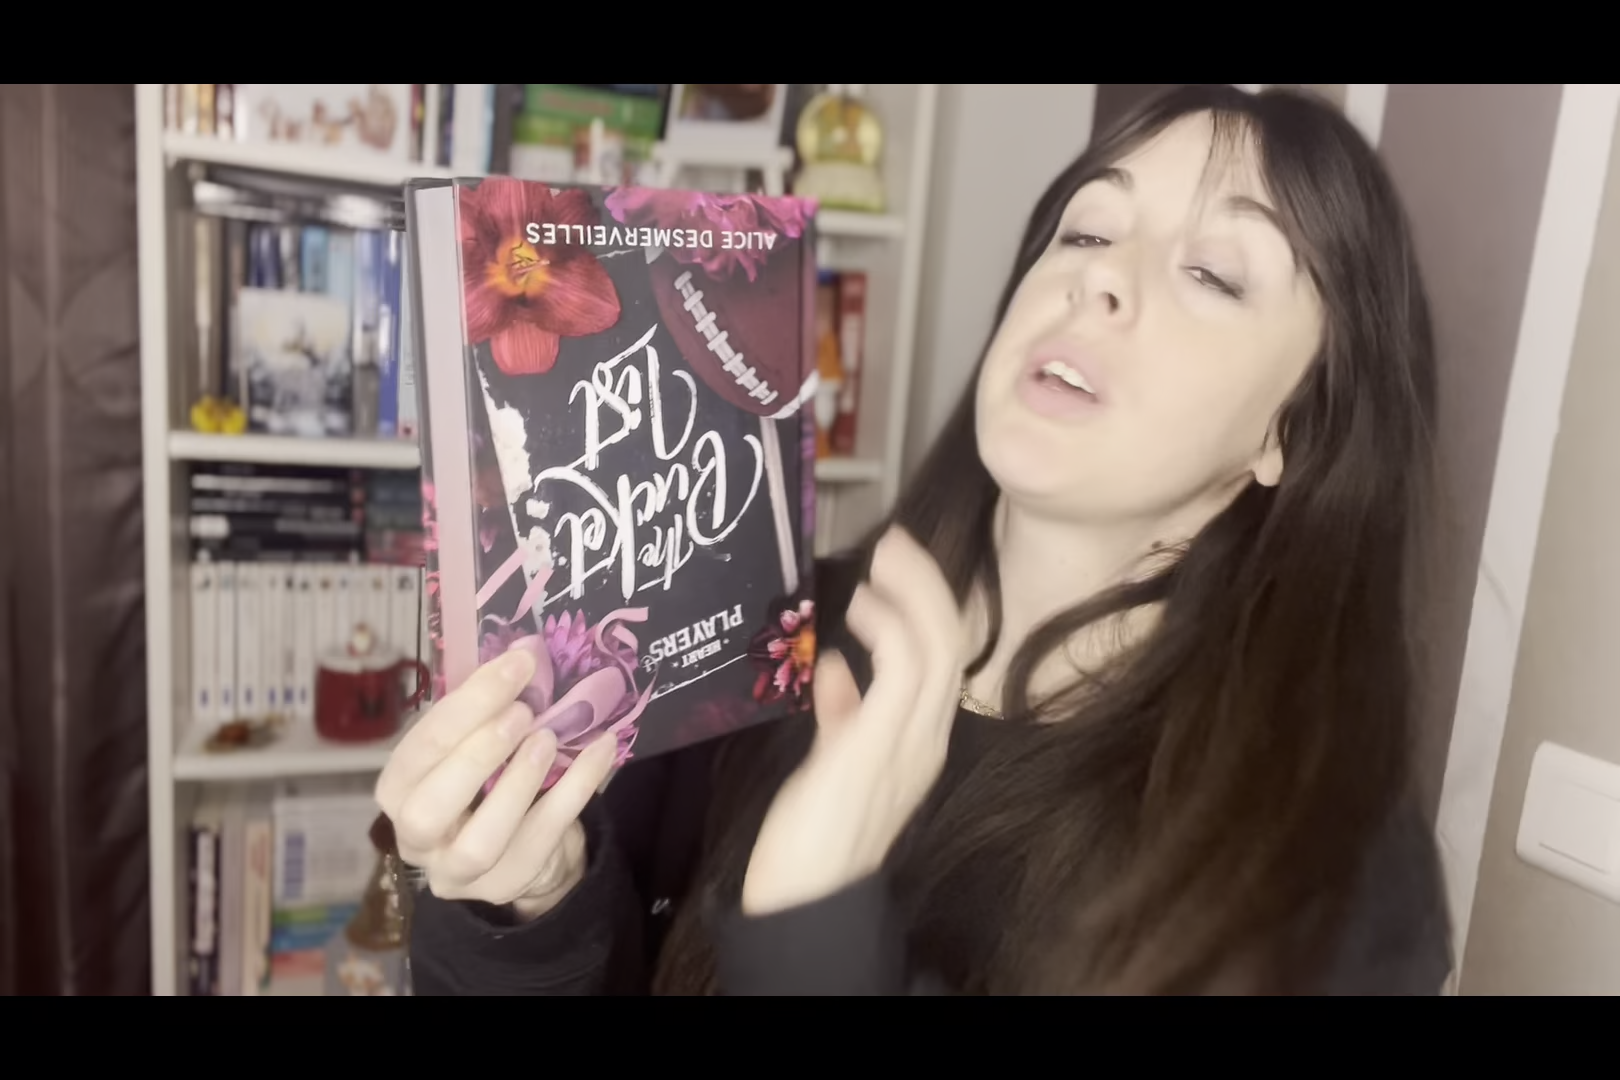 HEART
PLAYERS
The
Bucket
List
ALICE DESMERVEILLES